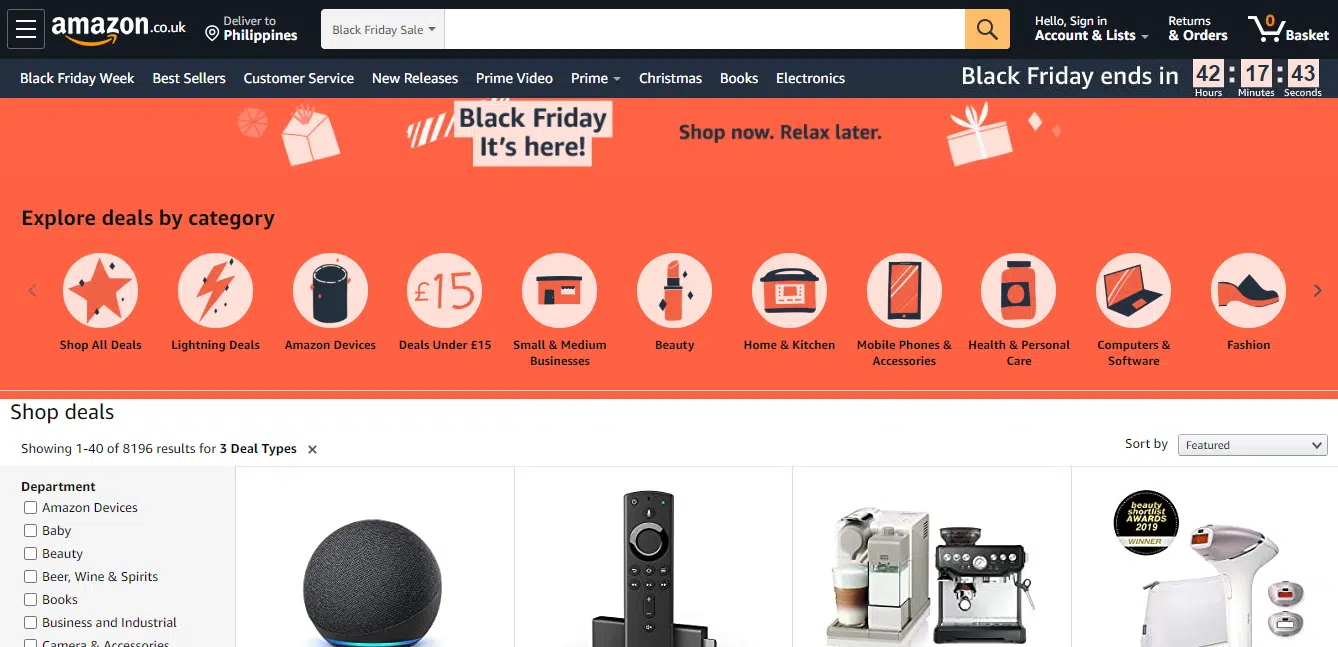 amazon.co.uk
Deliver to
Philippines
Black Friday Sale
Hello, Sign in
Account & Lists
Returns
& Orders
0
Basket
Black Friday Week Best Sellers Customer Service New Releases Prime Video Prime Christmas Books Electronics
Black Friday ends in 42 : 17 : 43
Hours Minutes Seconds
Black Friday
It's here!
Shop now. Relax later.
Explore deals by category
£15
Shop All Deals
Lightning Deals
Amazon Devices
Deals Under £15
Small & Medium
Businesses
Beauty
Home & Kitchen
Mobile Phones &
Accessories
Health & Personal
Care
Computers &
Software
Fashion
Shop deals
Showing 1-40 of 8196 results for 3 Deal Types
Sort by Featured
Department
Amazon Devices
Baby
Beauty
Beer, Wine & Spirits
Books
Business and Industrial
Camera & Accessories
beauty
shortlist
AWARDS
2019
WINNER